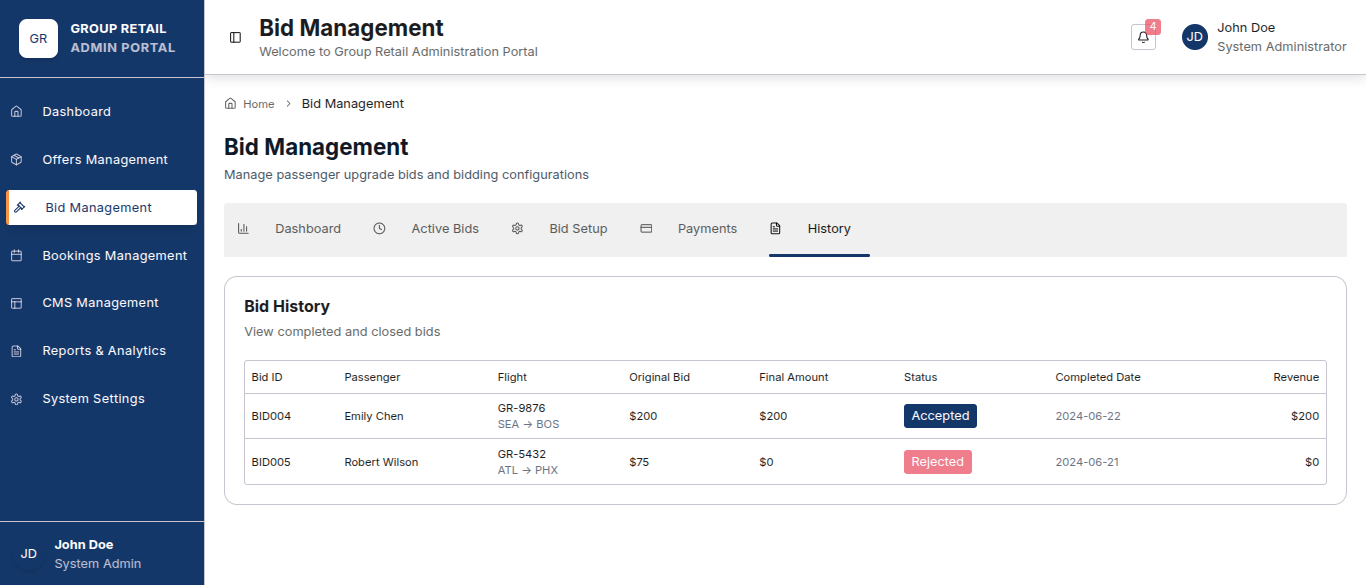 GR
GROUP RETAIL
ADMIN PORTAL
Dashboard
Offers Management
Bid Management
Bookings Management
CMS Management
Reports & Analytics
System Settings
JD
John Doe
System Admin
Bid Management
Welcome to Group Retail Administration Portal
4
JD
John Doe
System Administrator
Home > Bid Management
Bid Management
Manage passenger upgrade bids and bidding configurations
Dashboard Active Bids Bid Setup Payments History
Bid History
View completed and closed bids
Bid ID Passenger Flight Original Bid Final Amount Status Completed Date Revenue
BID004 Emily Chen GR-9876 SEA → BOS $200 $200 Accepted 2024-06-22 $200
BID005 Robert Wilson GR-5432 ATL → PHX $75 $0 Rejected 2024-06-21 $0